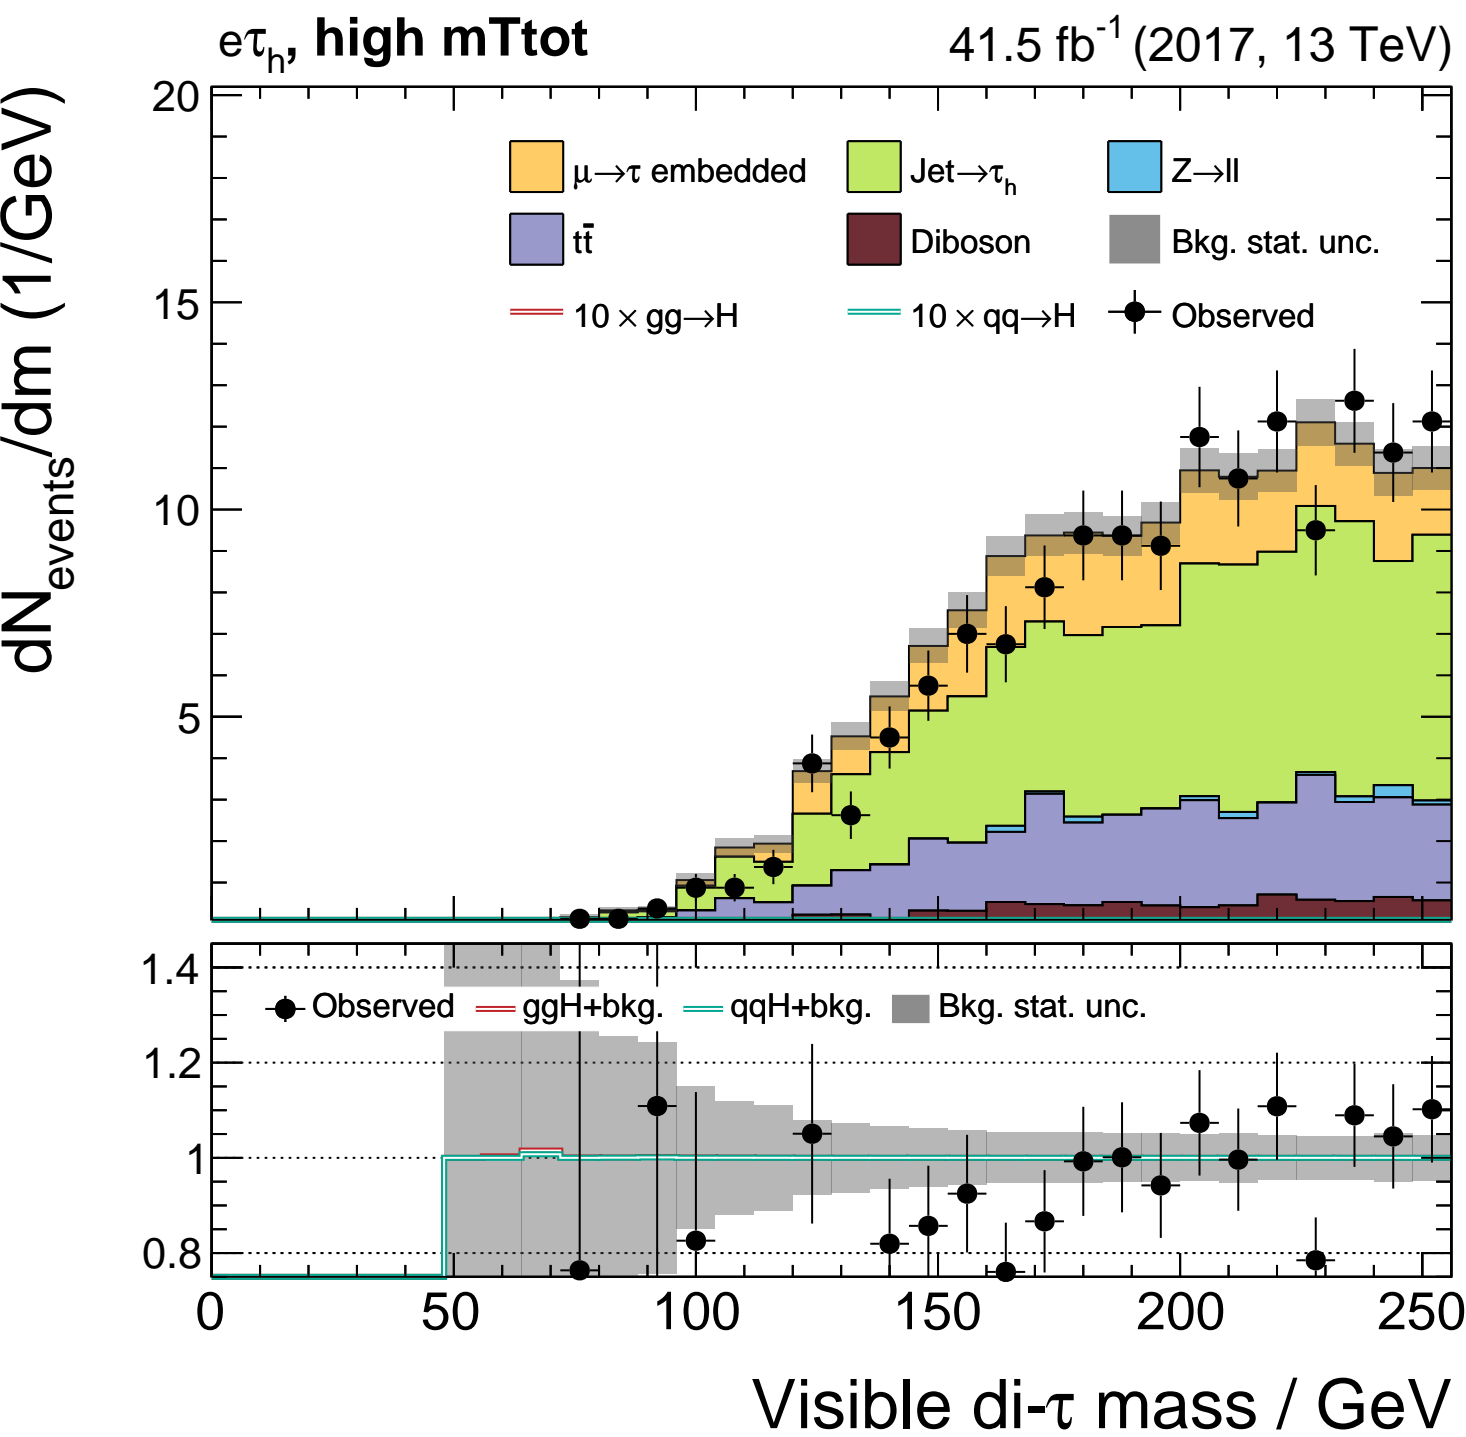 eτh, high mTtot 41.5 fb-1 (2017, 13 TeV)
dNevents/dm (1/GeV)
20
15
10
5
μ→τ embedded Jet→τh Z→ll
tt̄ Diboson Bkg. stat. unc.
10 × gg→H 10 × qq→H Observed
1.4
1.2
1
0.8
Observed ggH+bkg. qqH+bkg. Bkg. stat. unc.
0 50 100 150 200 250
Visible di-τ mass / GeV